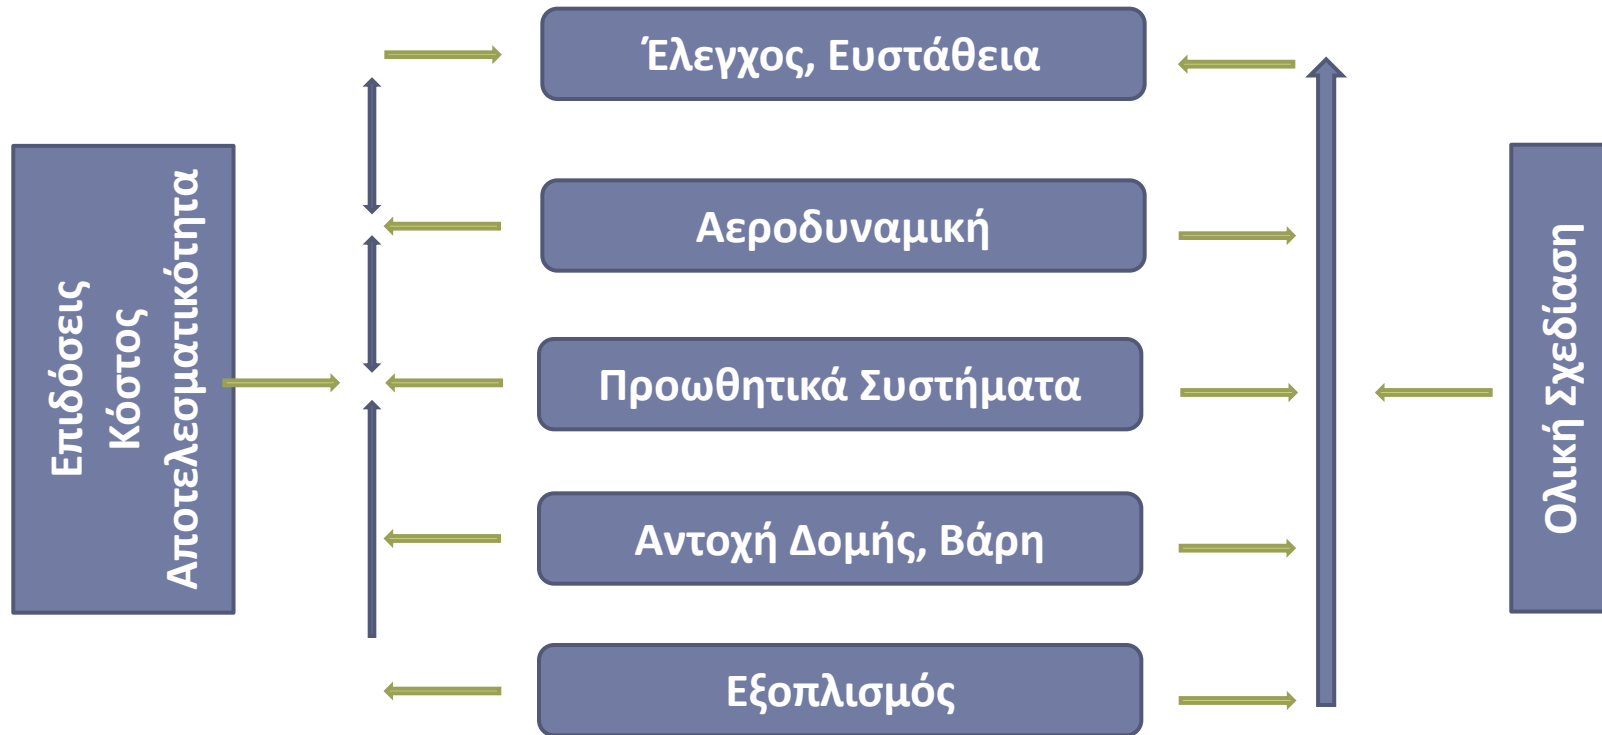 Έλεγχος, Ευστάθεια
Αεροδυναμική
Προωθητικά Συστήματα
Αντοχή Δομής, Βάρη
Εξοπλισμός
Επιδόσεις
Κόστος
Αποτελεσματικότητα
Ολική Σχεδίαση